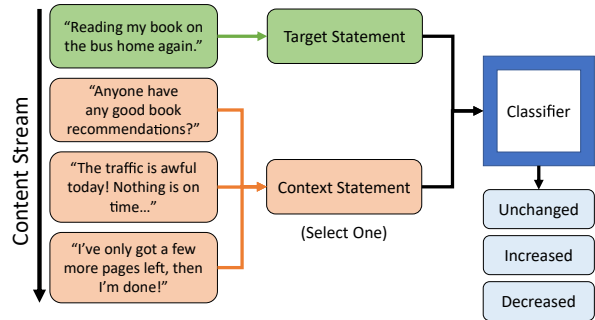 Content Stream
“Reading my book on
the bus home again.”
Target Statement
“Anyone have
any good book
recommendations?”
“The traffic is awful
today! Nothing is on
time…”
“I’ve only got a few
more pages left, then
I’m done!”
Context Statement
(Select One)
Classifier
Unchanged
Increased
Decreased